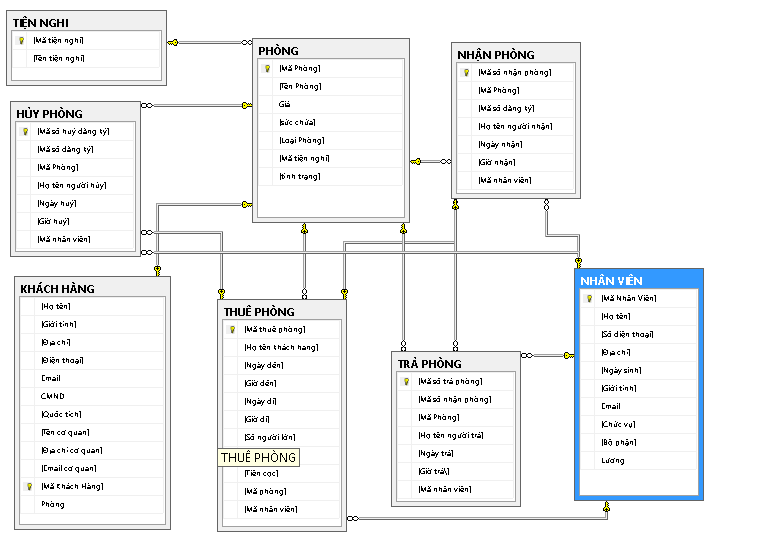 TIỆN NGHI
[Mã tiện nghi]
[Tên tiện nghi]
HỦY PHÒNG
[Mã số huỷ đăng ký]
[Mã số đăng ký]
[Mã Phòng]
[Họ tên người hủy]
[Ngày huỷ]
[Giờ huỷ]
[Mã nhân viên]
PHÒNG
[Mã Phòng]
[Tên Phòng]
Giá
[sức chứa]
[Loại Phòng]
[Mã tiện nghi]
[tình trạng]
NHẬN PHÒNG
[Mã số nhận phòng]
[Mã Phòng]
[Mã số đăng ký]
[Họ tên người nhận]
[Ngày nhận]
[Giờ nhận]
[Mã nhân viên]
KHÁCH HÀNG
[Họ tên]
[Giới tính]
[Địa chỉ]
[Điện thoại]
Email
CMND
[Quốc tịch]
[Tên cơ quan]
[Địa chỉ cơ quan]
[Email cơ quan]
[Mã Khách Hàng]
Phòng
THUÊ PHÒNG
[Mã thuê phòng]
[Họ tên khách hang]
[Ngày đến]
[Giờ đến]
[Ngày đi]
[Giờ đi]
[Số người lớn]
THUÊ PHÒNG
[Tiền cọc]
[Mã phòng]
[Mã nhân viên]
TRẢ PHÒNG
[Mã số trả phòng]
[Mã số nhận phòng]
[Mã Phòng]
[Họ tên người trả]
[Ngày trả]
[Giờ trả\]
[Mã nhân viên]
NHÂN VIÊN
[Mã Nhân Viên]
[Họ tên]
[Số điện thoại]
[Địa chỉ]
[Ngày sinh]
[Giới tính]
Email
[Chức vụ]
[Bộ phận]
Lương